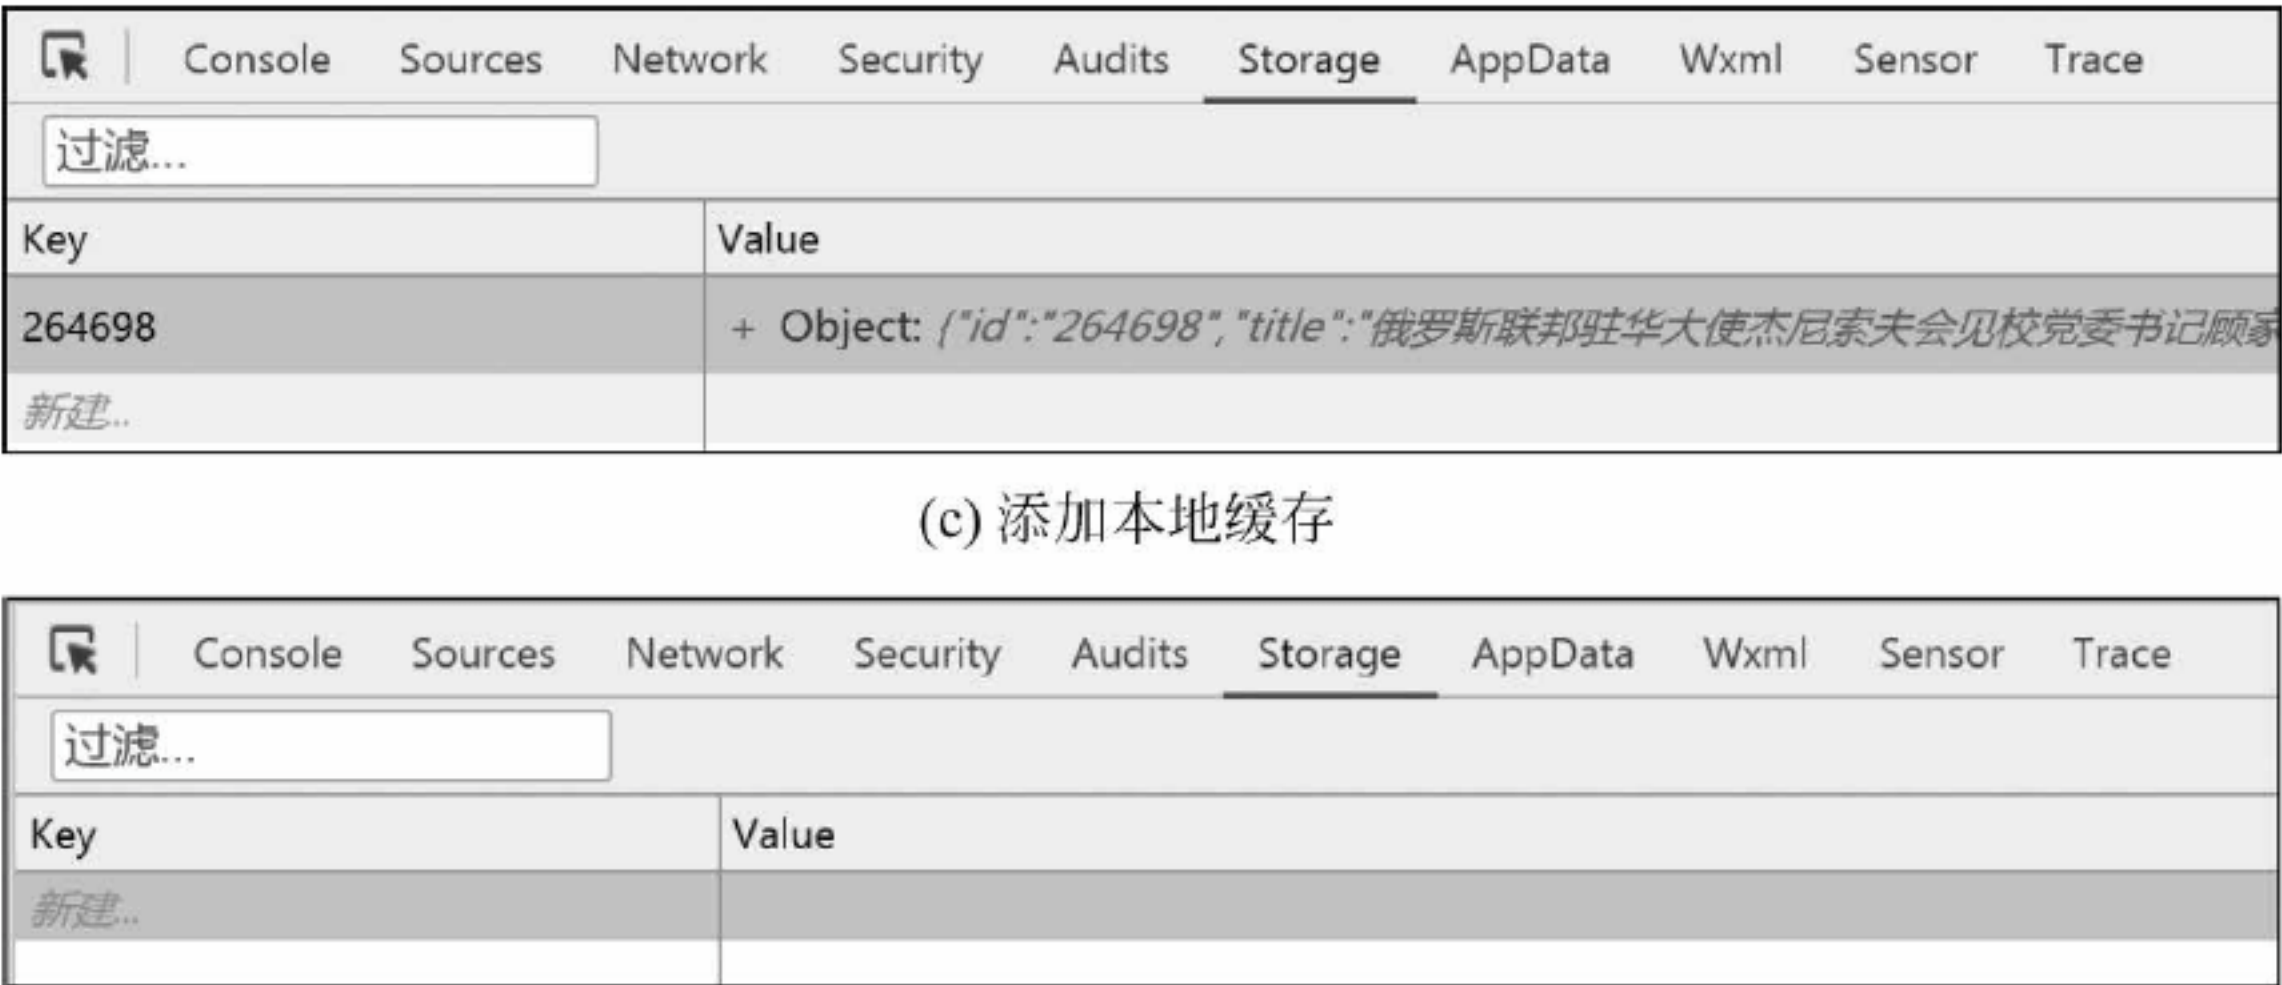 Console Sources Network Security Audits Storage AppData Wxml Sensor Trace
过滤...
Key Value
264698 + Object: {"id":"264698","title":"俄罗斯联邦驻华大使杰尼索夫会见校党委书记顾家
新建...
(c) 添加本地缓存
Console Sources Network Security Audits Storage AppData Wxml Sensor Trace
过滤...
Key Value
新建...